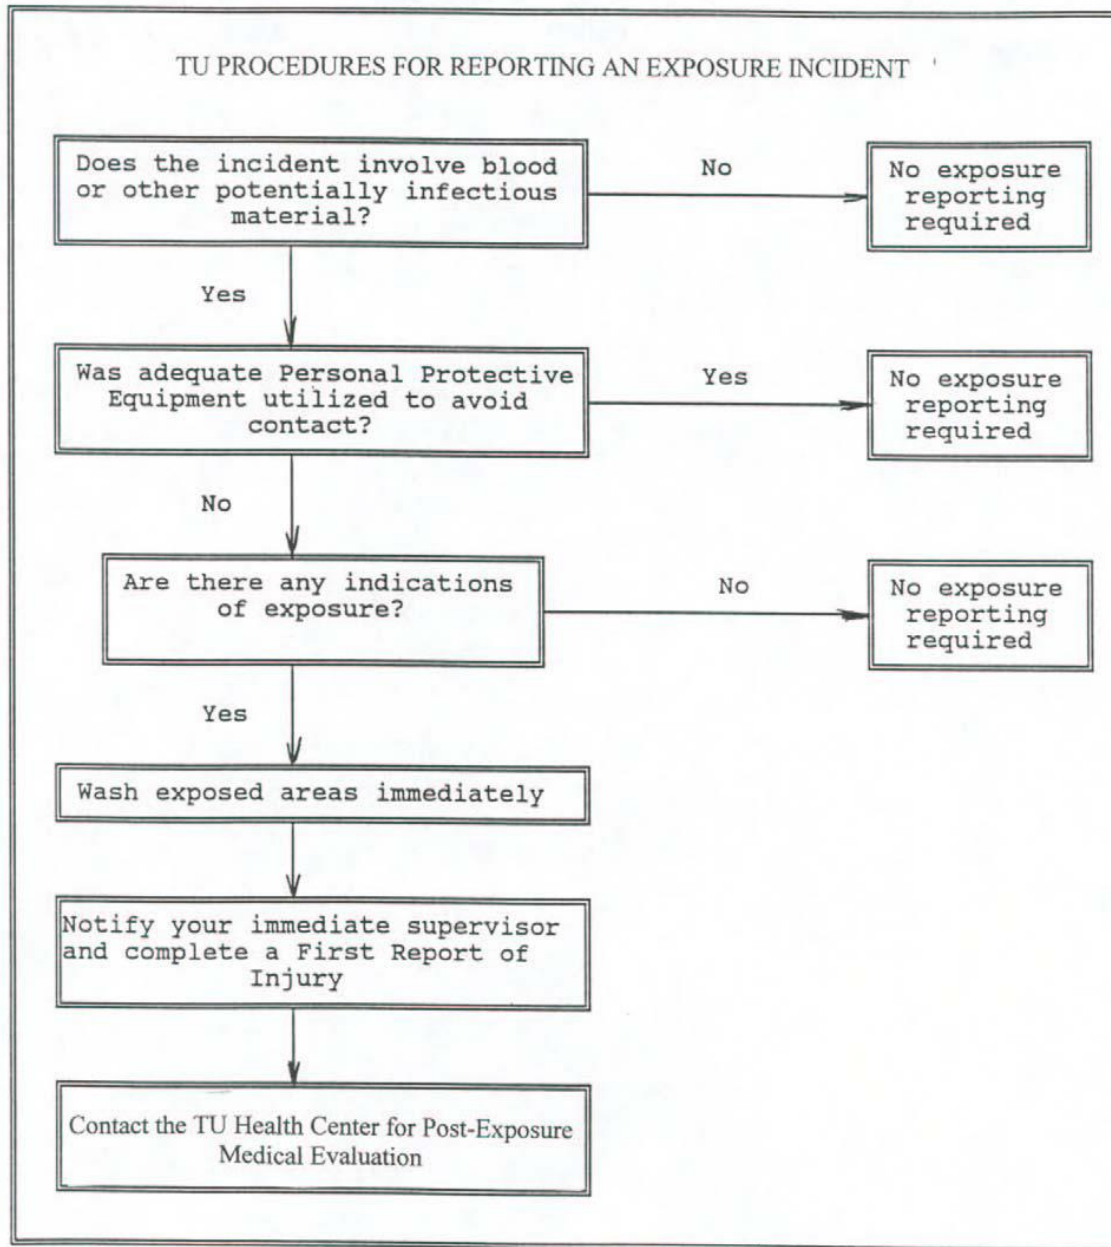 TU PROCEDURES FOR REPORTING AN EXPOSURE INCIDENT
Does the incident involve blood
or other potentially infectious
material?
No
No exposure
reporting
required
Yes
Was adequate Personal Protective
Equipment utilized to avoid
contact?
Yes
No exposure
reporting
required
No
Are there any indications
of exposure?
No
No exposure
reporting
required
Yes
Wash exposed areas immediately
Notify your immediate supervisor
and complete a First Report of
Injury
Contact the TU Health Center for Post-Exposure
Medical Evaluation